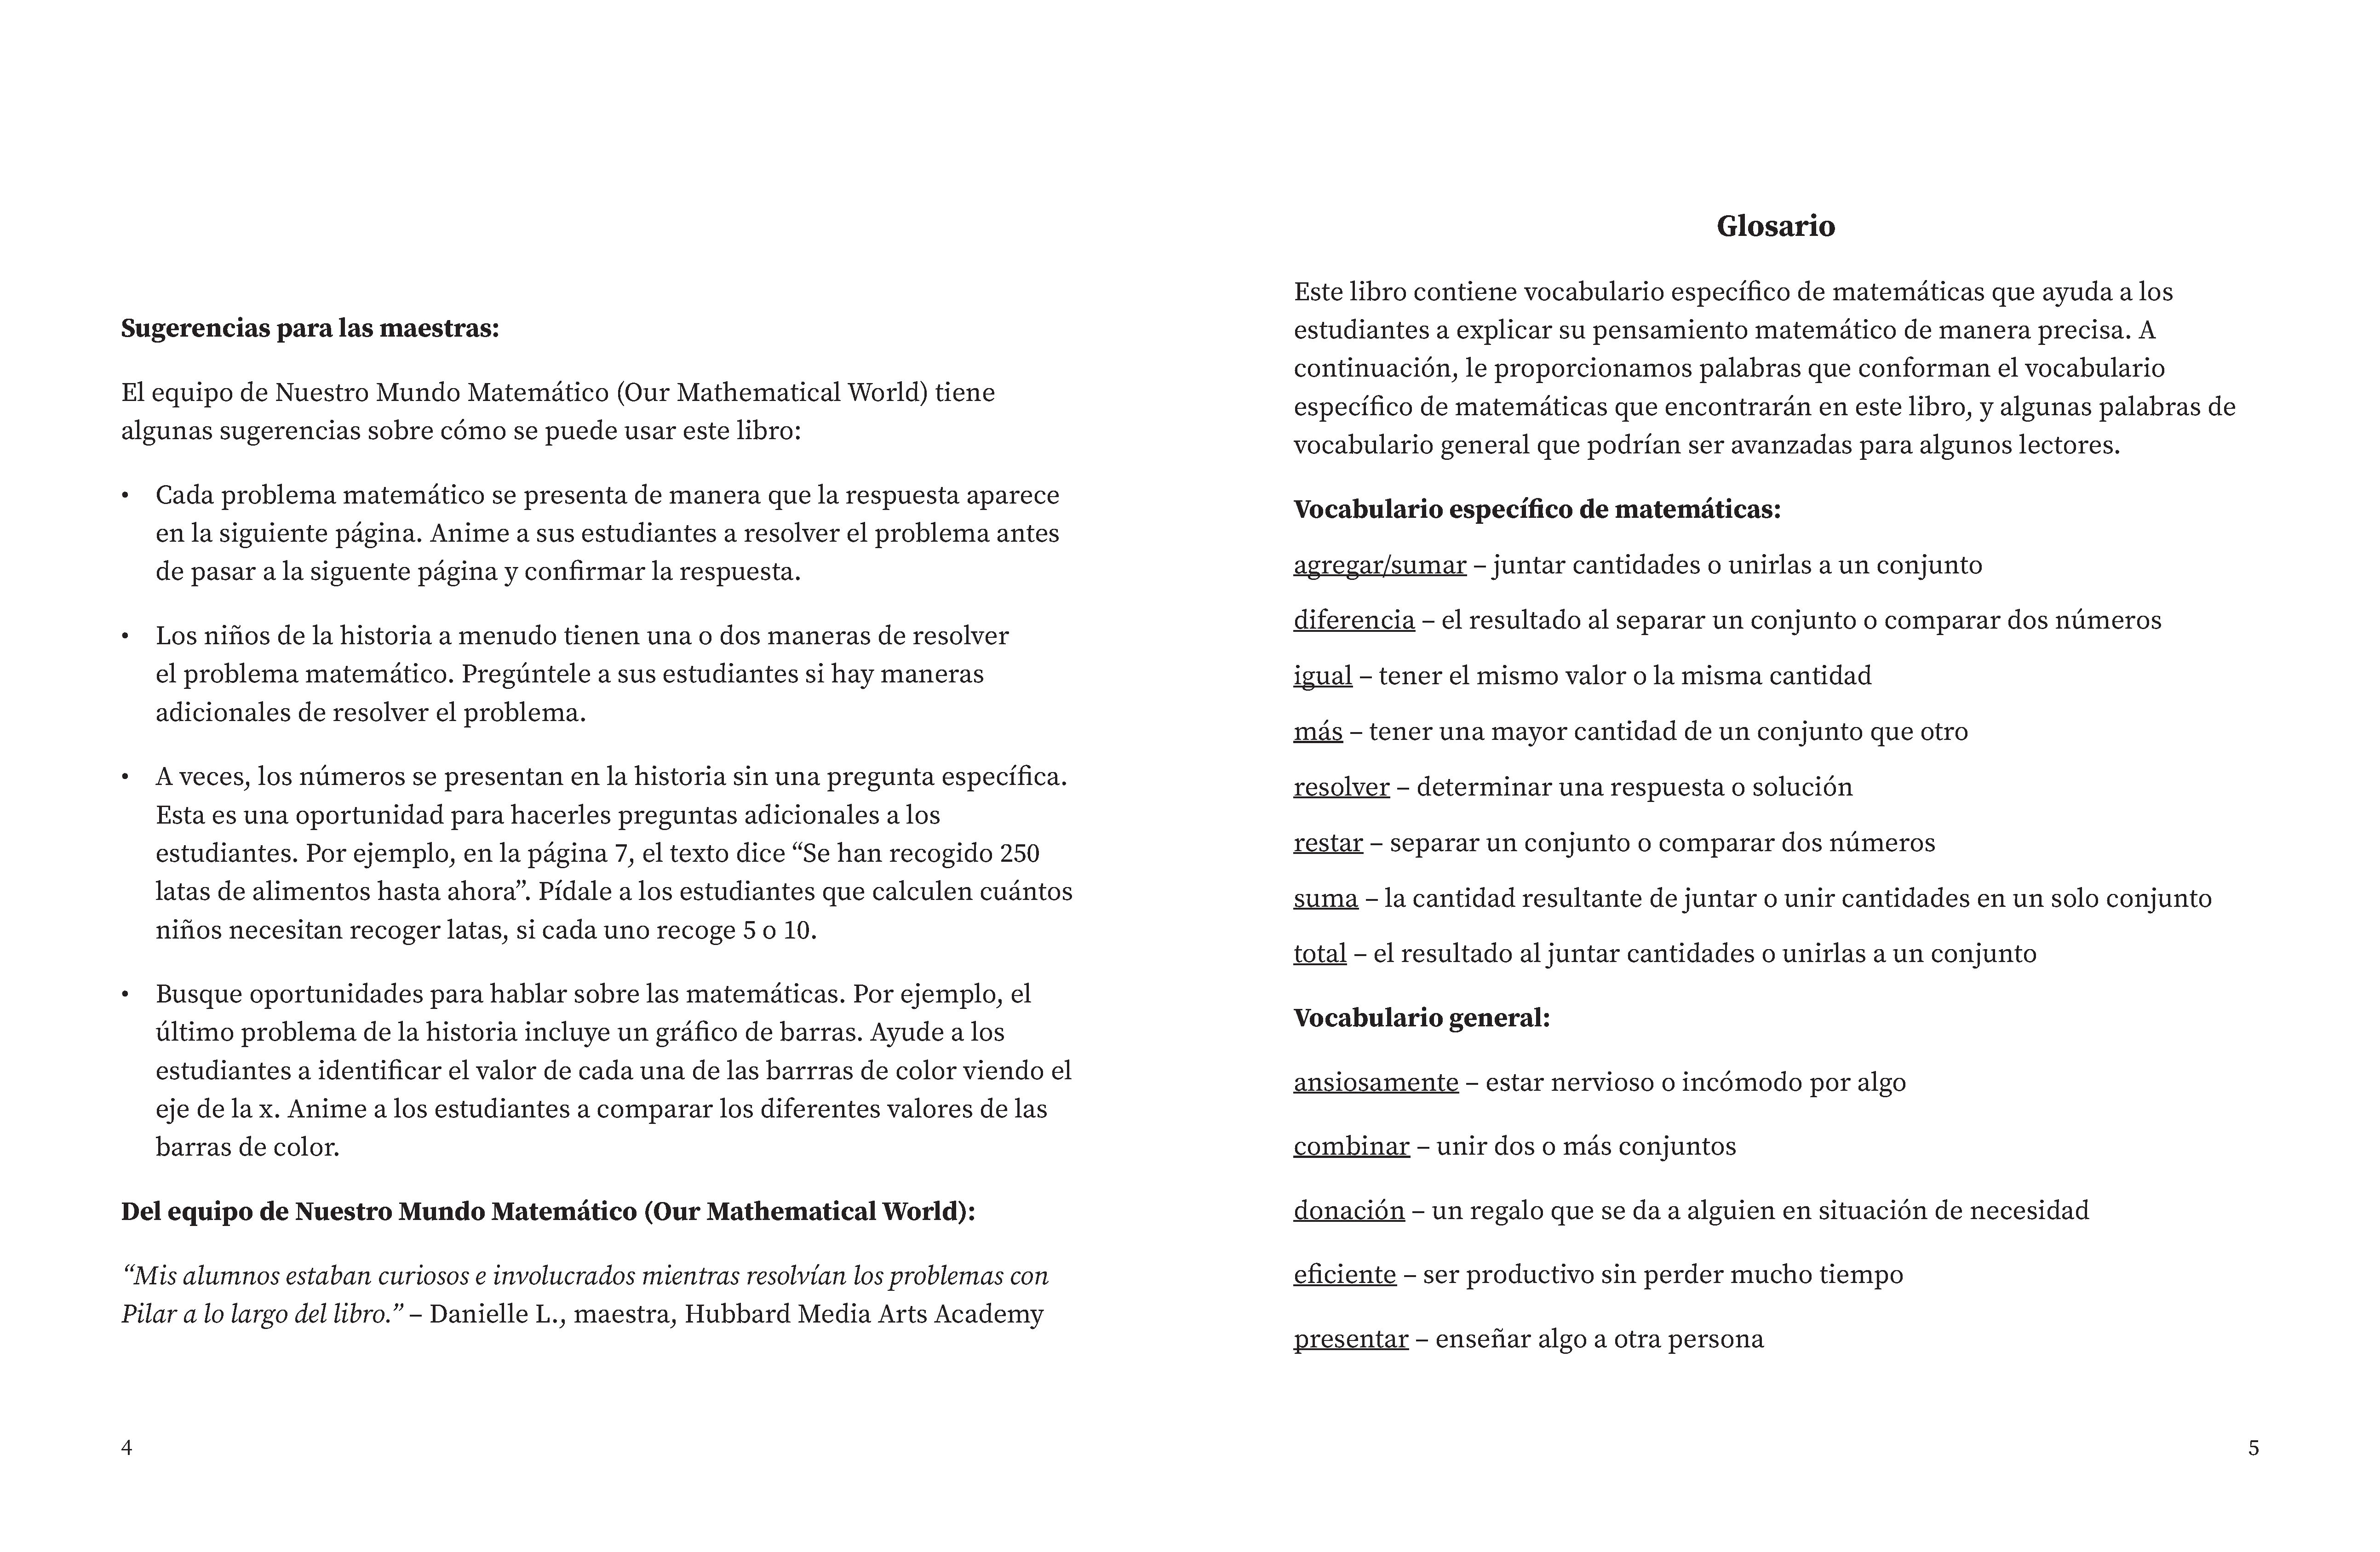 Sugerencias para las maestras:
El equipo de Nuestro Mundo Matemático (Our Mathematical World) tiene
algunas sugerencias sobre cómo se puede usar este libro:
• Cada problema matemático se presenta de manera que la respuesta aparece
en la siguiente página. Anime a sus estudiantes a resolver el problema antes
de pasar a la siguente página y confirmar la respuesta.
• Los niños de la historia a menudo tienen una o dos maneras de resolver
el problema matemático. Pregúntele a sus estudiantes si hay maneras
adicionales de resolver el problema.
• A veces, los números se presentan en la historia sin una pregunta específica.
Esta es una oportunidad para hacerles preguntas adicionales a los
estudiantes. Por ejemplo, en la página 7, el texto dice “Se han recogido 250
latas de alimentos hasta ahora”. Pídale a los estudiantes que calculen cuántos
niños necesitan recoger latas, si cada uno recoge 5 o 10.
• Busque oportunidades para hablar sobre las matemáticas. Por ejemplo, el
último problema de la historia incluye un gráfico de barras. Ayude a los
estudiantes a identificar el valor de cada una de las barrras de color viendo el
eje de la x. Anime a los estudiantes a comparar los diferentes valores de las
barras de color.
Del equipo de Nuestro Mundo Matemático (Our Mathematical World):
“Mis alumnos estaban curiosos e involucrados mientras resolvían los problemas con
Pilar a lo largo del libro.” – Danielle L., maestra, Hubbard Media Arts Academy
4
Glosario
Este libro contiene vocabulario específico de matemáticas que ayuda a los
estudiantes a explicar su pensamiento matemático de manera precisa. A
continuación, le proporcionamos palabras que conforman el vocabulario
específico de matemáticas que encontrarán en este libro, y algunas palabras de
vocabulario general que podrían ser avanzadas para algunos lectores.
Vocabulario específico de matemáticas:
agregar/sumar – juntar cantidades o unirlas a un conjunto
diferencia – el resultado al separar un conjunto o comparar dos números
igual – tener el mismo valor o la misma cantidad
más – tener una mayor cantidad de un conjunto que otro
resolver – determinar una respuesta o solución
restar – separar un conjunto o comparar dos números
suma – la cantidad resultante de juntar o unir cantidades en un solo conjunto
total – el resultado al juntar cantidades o unirlas a un conjunto
Vocabulario general:
ansiosamente – estar nervioso o incómodo por algo
combinar – unir dos o más conjuntos
donación – un regalo que se da a alguien en situación de necesidad
eficiente – ser productivo sin perder mucho tiempo
presentar – enseñar algo a otra persona
5